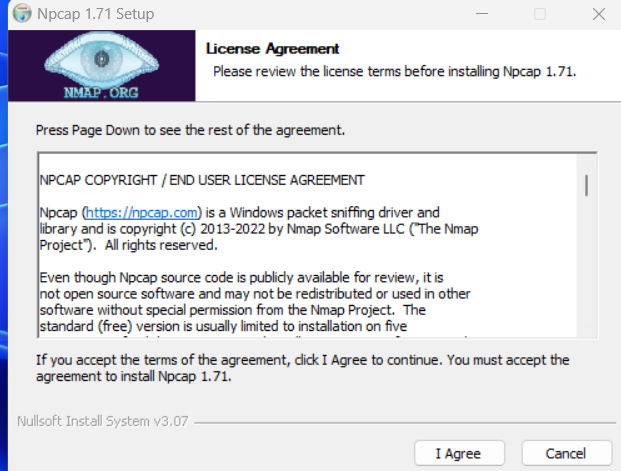 Npcap 1.71 Setup
NMAP.ORG
License Agreement
Please review the license terms before installing Npcap 1.71.
Press Page Down to see the rest of the agreement.
NPCAP COPYRIGHT / END USER LICENSE AGREEMENT
Npcap (https://npcap.com) is a Windows packet sniffing driver and
library and is copyright (c) 2013-2022 by Nmap Software LLC ("The Nmap
Project").  All rights reserved.
Even though Npcap source code is publicly available for review, it is
not open source software and may not be redistributed or used in other
software without special permission from the Nmap Project.  The
standard (free) version is usually limited to installation on five
If you accept the terms of the agreement, click I Agree to continue. You must accept the
agreement to install Npcap 1.71.
Nullsoft Install System v3.07
I Agree
Cancel